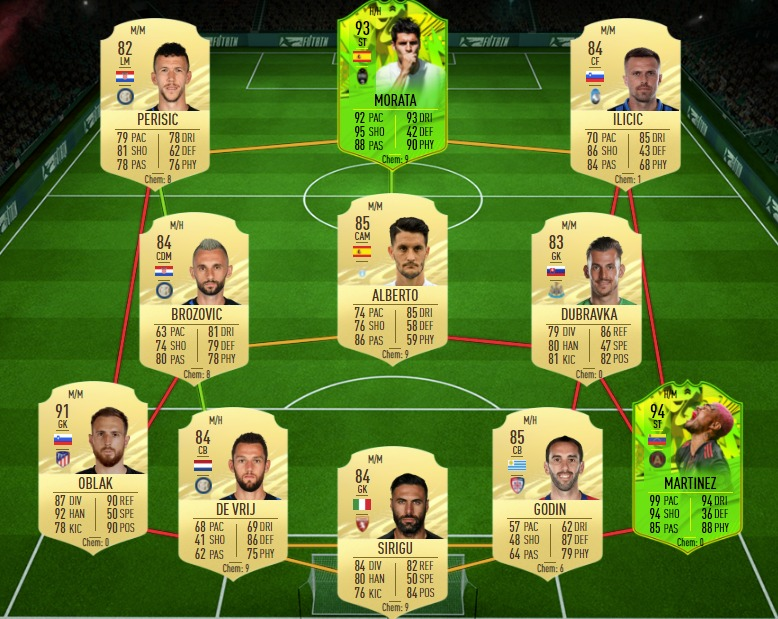 M/M
82
LM
PERISIC
79 PAC 78 DRI
81 SHO 62 DEF
78 PAS 76 PHY
Chem: 8
H/H
93
ST
MORATA
92 PAC 93 DRI
95 SHO 42 DEF
88 PAS 90 PHY
Chem: 9
M/M
84
CF
ILICIC
70 PAC 85 DRI
86 SHO 43 DEF
84 PAS 68 PHY
Chem: 1
M/H
84
CDM
BROZOVIC
63 PAC 81 DRI
74 SHO 79 DEF
80 PAS 78 PHY
Chem: 8
M/M
85
CAM
ALBERTO
74 PAC 85 DRI
76 SHO 58 DEF
86 PAS 59 PHY
Chem: 9
M/M
83
GK
DUBRAVKA
79 DIV 86 REF
80 HAN 47 SPE
81 KIC 82 POS
Chem: 0
M/M
91
GK
OBLAK
87 DIV 90 REF
92 HAN 50 SPE
78 KIC 90 POS
Chem: 0
M/H
84
CB
DE VRIJ
68 PAC 69 DRI
41 SHO 86 DEF
62 PAS 75 PHY
Chem: 9
M/M
84
GK
SIRIGU
84 DIV 82 REF
80 HAN 50 SPE
76 KIC 84 POS
Chem: 9
M/H
85
CB
GODIN
57 PAC 62 DRI
48 SHO 87 DEF
64 PAS 79 PHY
Chem: 6
H/M
94
ST
MARTINEZ
99 PAC 94 DRI
94 SHO 36 DEF
85 PAS 88 PHY
Chem: 0